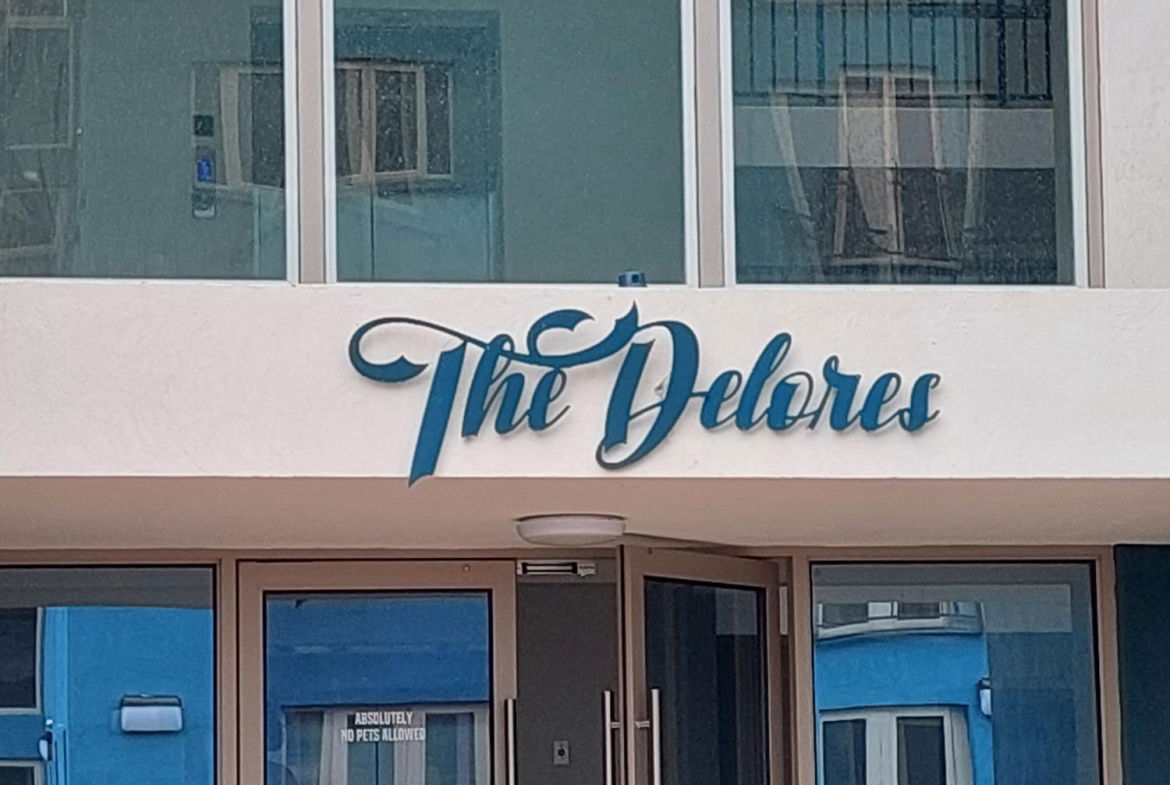 The Delores
ABSOLUTELY
NO PETS ALLOWED